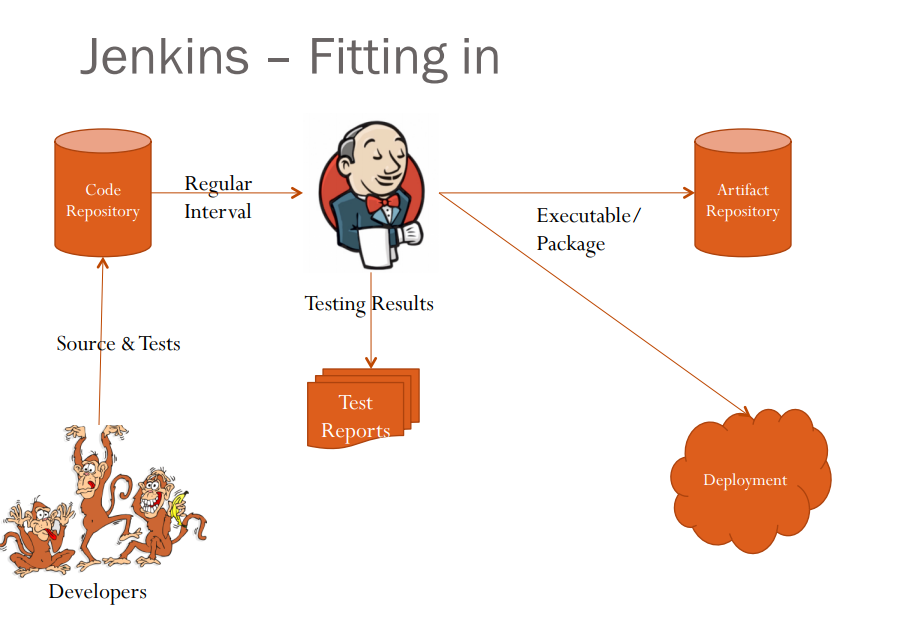 Jenkins – Fitting in
Code
Repository
Regular
Interval
Executable/
Package
Artifact
Repository
Testing Results
Source & Tests
Test
Reports
Deployment
Developers